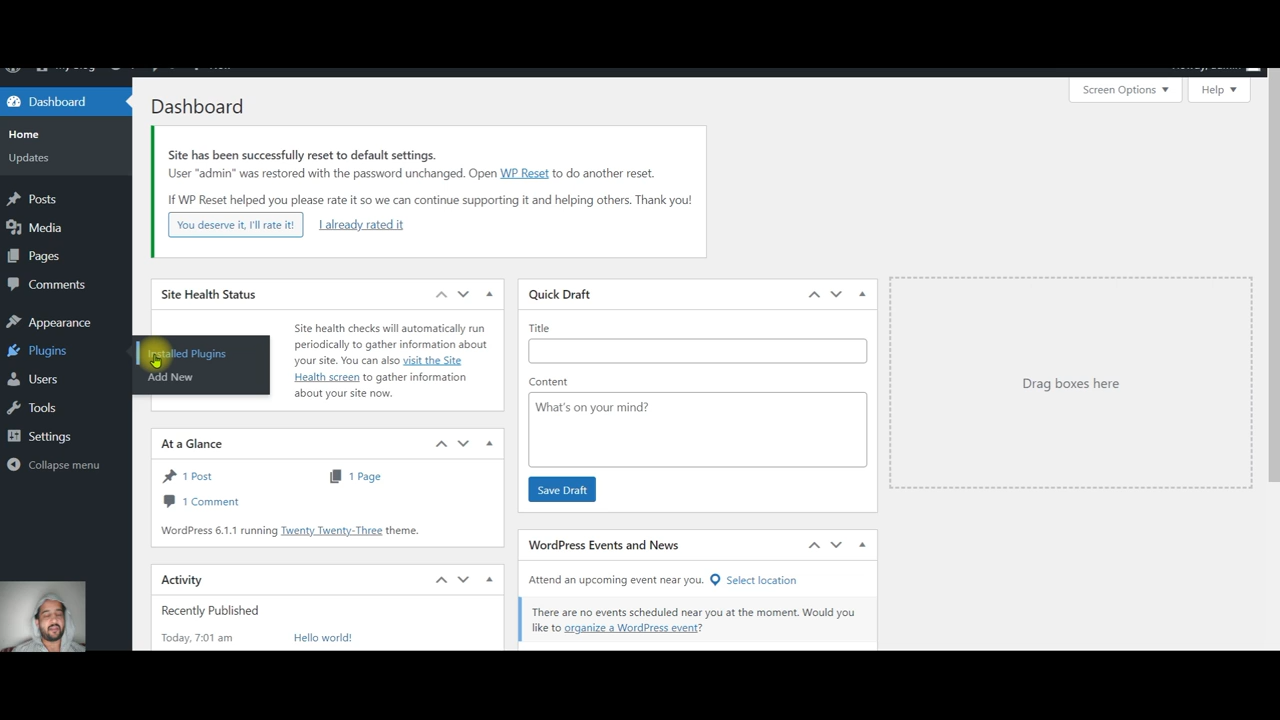 Screen Options
Help
Dashboard
Home
Updates
Posts
Media
Pages
Comments
Appearance
Plugins
Installed Plugins
Add New
Users
Tools
Settings
Collapse menu
Dashboard
Site has been successfully reset to default settings.
User "admin" was restored with the password unchanged. Open WP Reset to do another reset.
If WP Reset helped you please rate it so we can continue supporting it and helping others. Thank you!
You deserve it, I'll rate it!
I already rated it
Site Health Status
Site health checks will automatically run
periodically to gather information about
your site. You can also visit the Site
Health screen to gather information
about your site now.
At a Glance
1 Post
1 Page
1 Comment
WordPress 6.1.1 running Twenty Twenty-Three theme.
Activity
Recently Published
Today, 7:01 am
Hello world!
Quick Draft
Title
Content
What's on your mind?
Save Draft
WordPress Events and News
Attend an upcoming event near you. Select location
There are no events scheduled near you at the moment. Would you
like to organize a WordPress event?
Drag boxes here